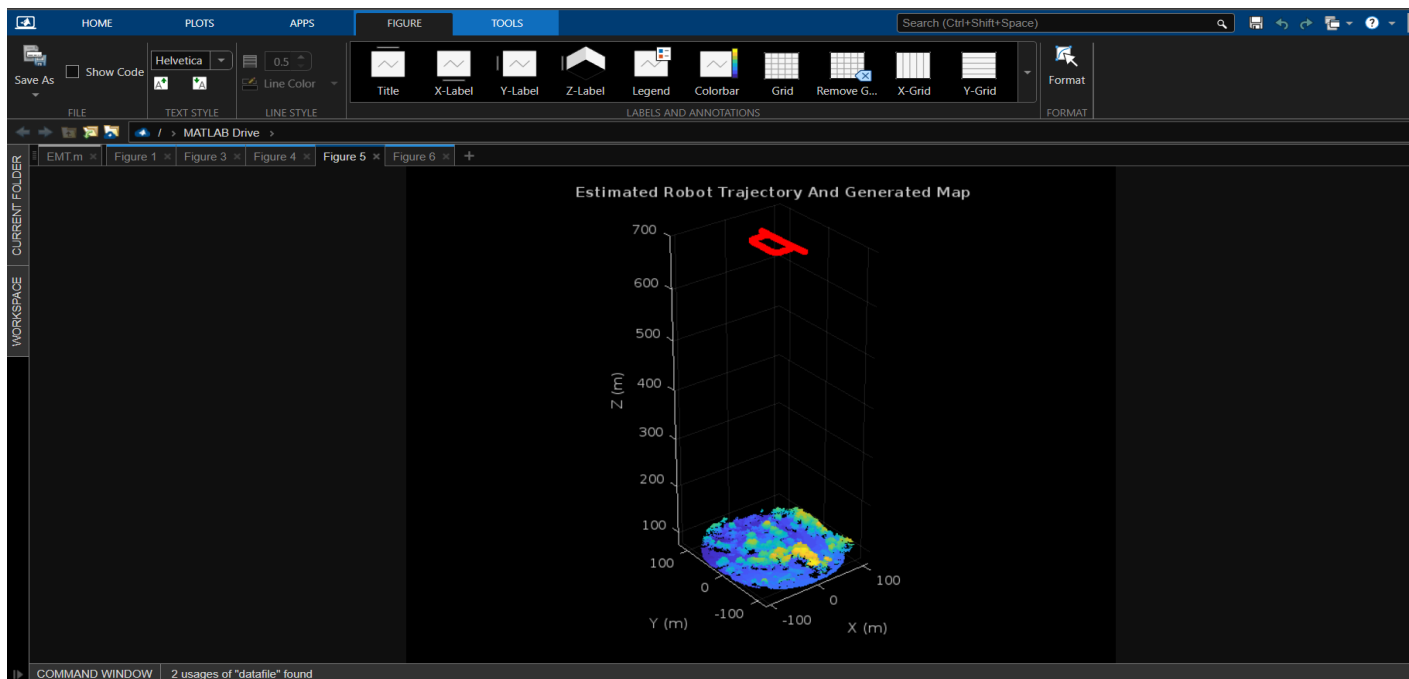 HOME PLOTS APPS FIGURE TOOLS Search (Ctrl+Shift+Space)
Save As Show Code
Helvetica
A A
0.5
Line Color
Title X-Label Y-Label Z-Label Legend Colorbar Grid Remove G... X-Grid Y-Grid
Format
FILE TEXT STYLE LINE STYLE LABELS AND ANNOTATIONS FORMAT
/ > MATLAB Drive >
EMT.m × Figure 1 × Figure 3 × Figure 4 × Figure 5 × Figure 6 × +
CURRENT FOLDER
WORKSPACE
Estimated Robot Trajectory And Generated Map
700
600
500
400
300
200
100
Z (m)
100
0
-100
Y (m)
-100
0
100
X (m)
COMMAND WINDOW 2 usages of "datafile" found